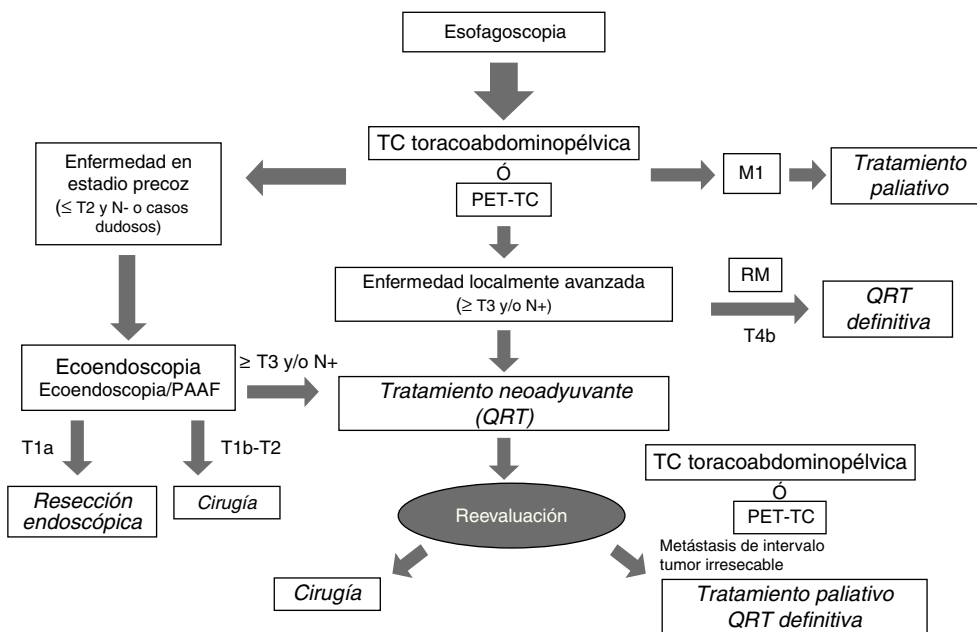 Esofagoscopia
TC toracoabdominopélvica
Ó
PET-TC
Enfermedad en
estadio precoz
(≤ T2 y N- o casos
dudosos)
M1
Tratamiento
paliativo
Enfermedad localmente avanzada
(≥ T3 y/o N+)
RM
T4b
QRT
definitiva
Ecoendoscopia
Ecoendoscopia/PAAF
≥ T3 y/o N+
Tratamiento neoadyuvante
(QRT)
T1a
T1b-T2
Resección
endoscópica
Cirugía
Reevaluación
TC toracoabdominopélvica
Ó
PET-TC
Metástasis de intervalo
tumor irresecable
Cirugía
Tratamiento paliativo
QRT definitiva